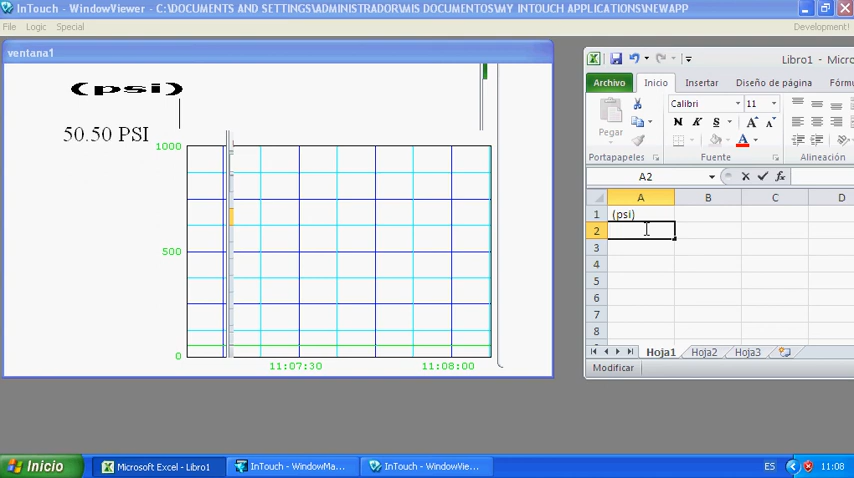 InTouch - WindowViewer - C:\DOCUMENTS AND SETTINGS\ADMINISTRADOR\MIS DOCUMENTOS\MY INTOUCH APPLICATIONS\NEWAPP
File Logic Special Development!
ventana1
(psi)
50.50 PSI
1000
500
0
11:07:30 11:08:00
Libro1 - Micro
Archivo Inicio Insertar Diseño de página Fórmu
Pegar
Calibri 11
N K S
A A
Portapapeles Fuente Alineación
A2 fx
A B C D
1 (psi)
2
3
4
5
6
7
8
Hoja1 Hoja2 Hoja3
Modificar
Inicio Microsoft Excel - Libro1 InTouch - WindowMa... InTouch - WindowVie... ES 11:08